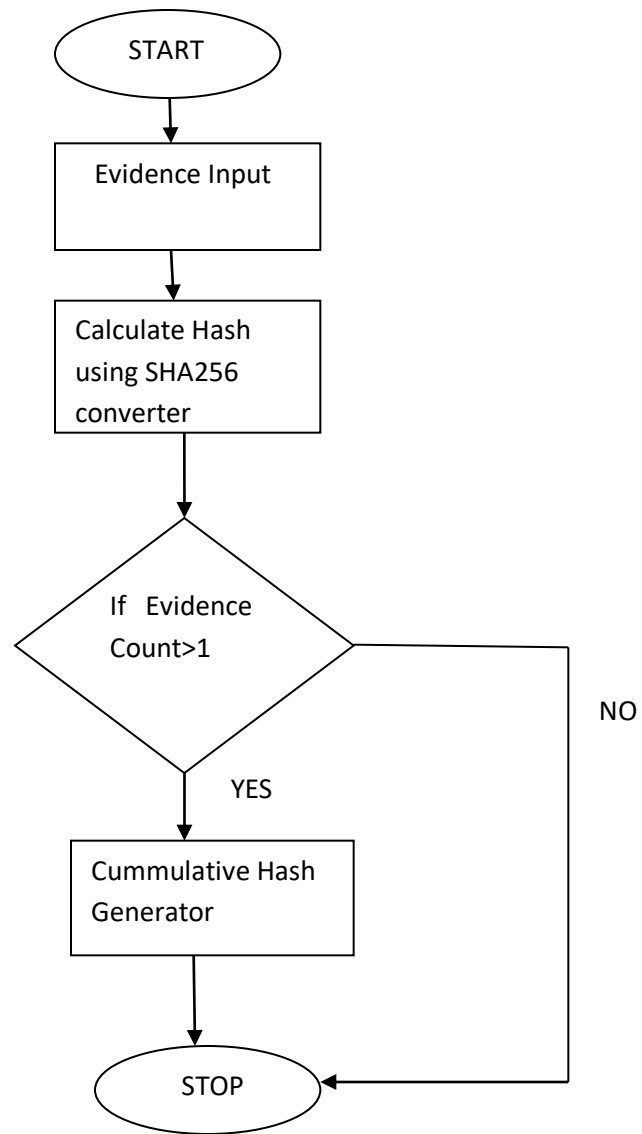 START
Evidence Input
Calculate Hash
using SHA256
converter
If Evidence
Count>1
NO
YES
Cummulative Hash
Generator
STOP